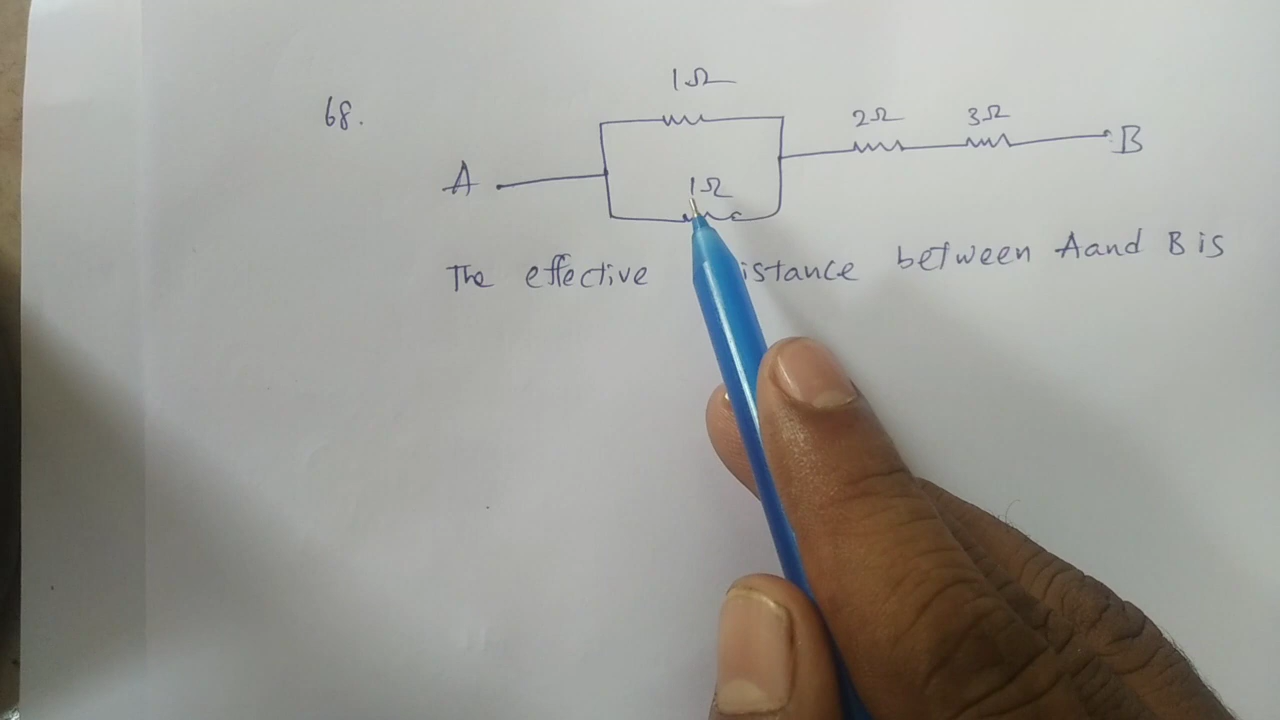 68.
1Ω
2Ω 3Ω
A 1Ω B
The effective istance between A and B is